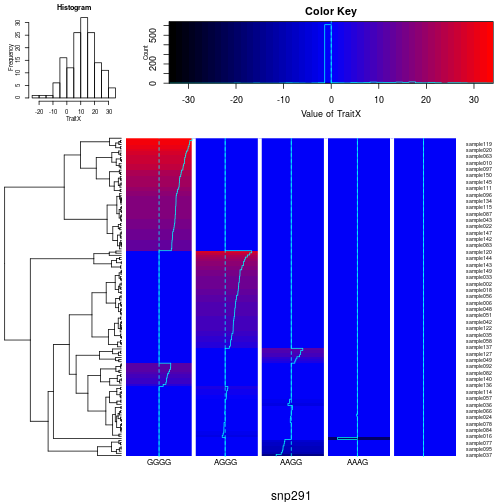 Histogram
Frequency
0 5 10 15 20 25 30
-20 -10 0 10 20 30
TraitX
Color Key
Count
0 200 500
-30 -20 -10 0 10 20 30
Value of TraitX
sample119
sample020
sample063
sample010
sample097
sample150
sample145
sample111
sample096
sample134
sample115
sample087
sample043
sample022
sample147
sample142
sample083
sample120
sample144
sample143
sample149
sample033
sample002
sample018
sample056
sample006
sample048
sample051
sample042
sample122
sample035
sample058
sample137
sample127
sample049
sample092
sample082
sample140
sample136
sample114
sample057
sample036
sample066
sample024
sample078
sample084
sample016
sample077
sample095
sample037
GGGG AGGG AAGG AAAG
snp291